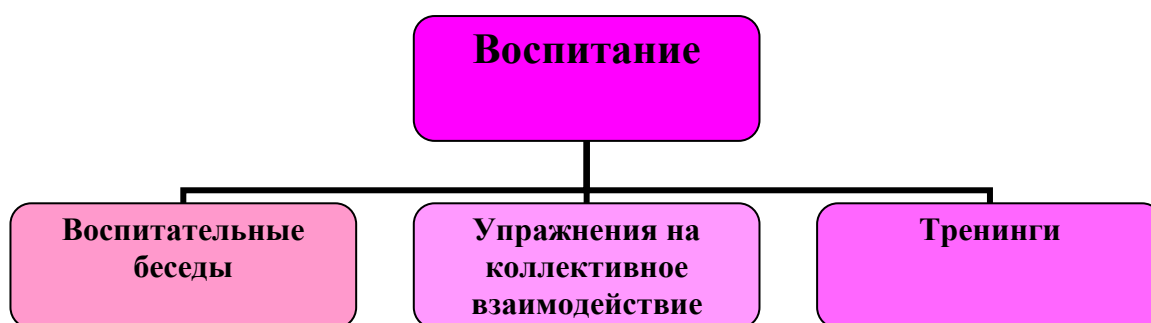 Воспитание
Воспитательные
беседы
Упражнения на
коллективное
взаимодействие
Тренинги